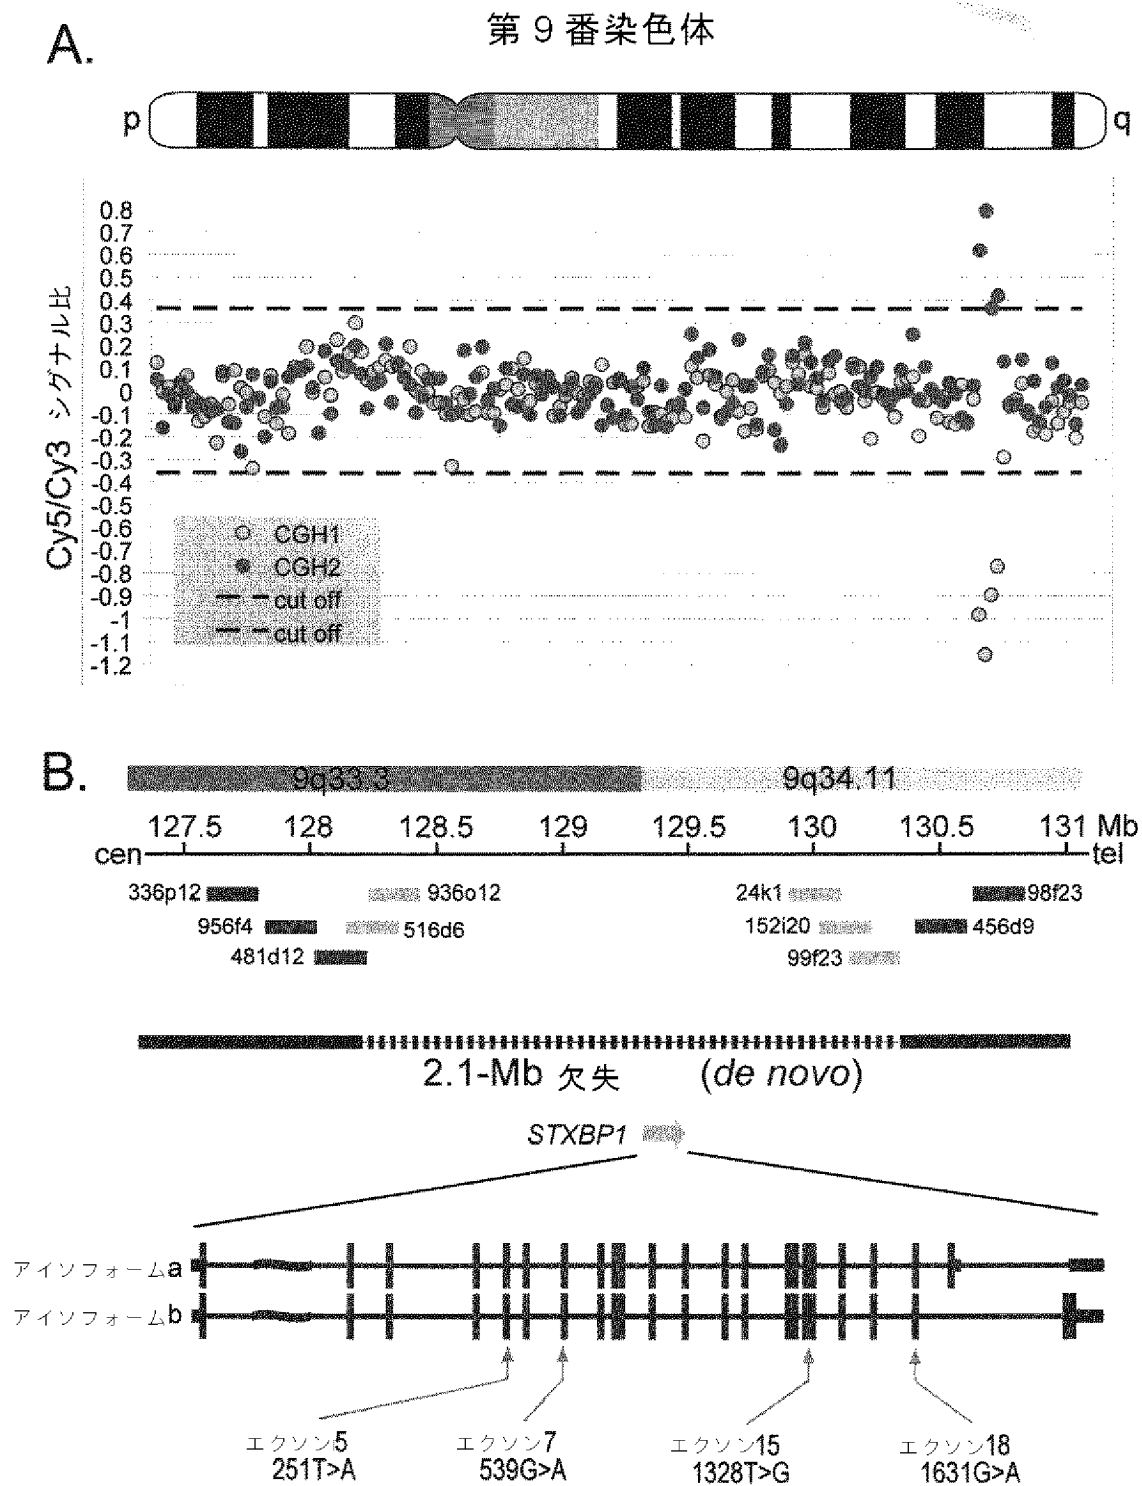 A.
第9番染色体
p
q
Cy5/Cy3 シグナル比
0.8
0.7
0.6
0.5
0.4
0.3
0.2
0.1
0
-0.1
-0.2
-0.3
-0.4
-0.5
-0.6
-0.7
-0.8
-0.9
-1
-1.1
-1.2
CGH1
CGH2
cut off
cut off
B.
9q33.3 9q34.11
127.5 128 128.5 129 129.5 130 130.5 131 Mb
cen tel
336p12 936o12 24k1 98f23
956f4 516d6 152i20 456d9
481d12 99f23
2.1-Mb 欠失 (de novo)
STXBP1
アイソフォームa
アイソフォームb
エクソン5 エクソン7 エクソン15 エクソン18
251T>A 539G>A 1328T>G 1631G>A